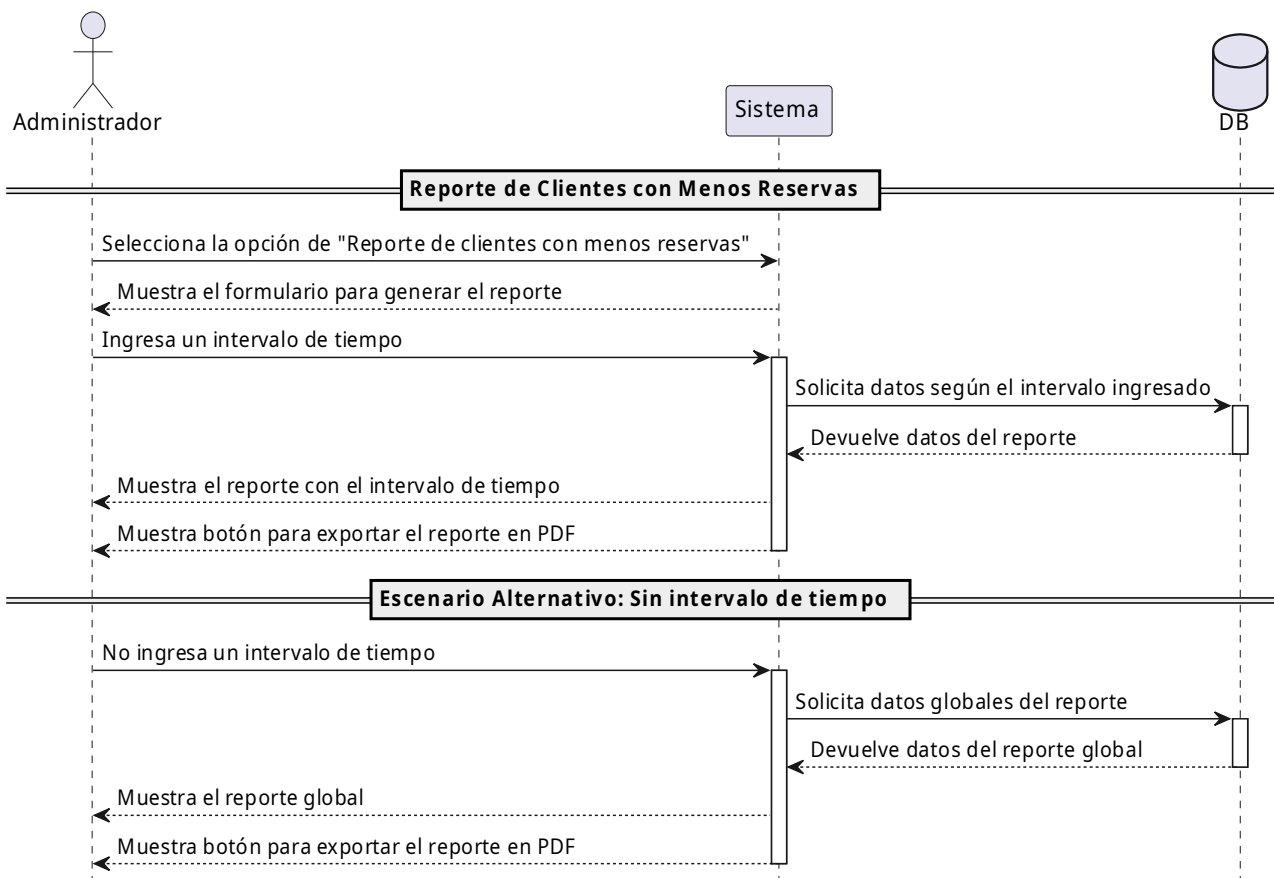 Administrador
Sistema
DB
Reporte de Clientes con Menos Reservas
Selecciona la opción de "Reporte de clientes con menos reservas"
Muestra el formulario para generar el reporte
Ingresa un intervalo de tiempo
Solicita datos según el intervalo ingresado
Devuelve datos del reporte
Muestra el reporte con el intervalo de tiempo
Muestra botón para exportar el reporte en PDF
Escenario Alternativo: Sin intervalo de tiempo
No ingresa un intervalo de tiempo
Solicita datos globales del reporte
Devuelve datos del reporte global
Muestra el reporte global
Muestra botón para exportar el reporte en PDF